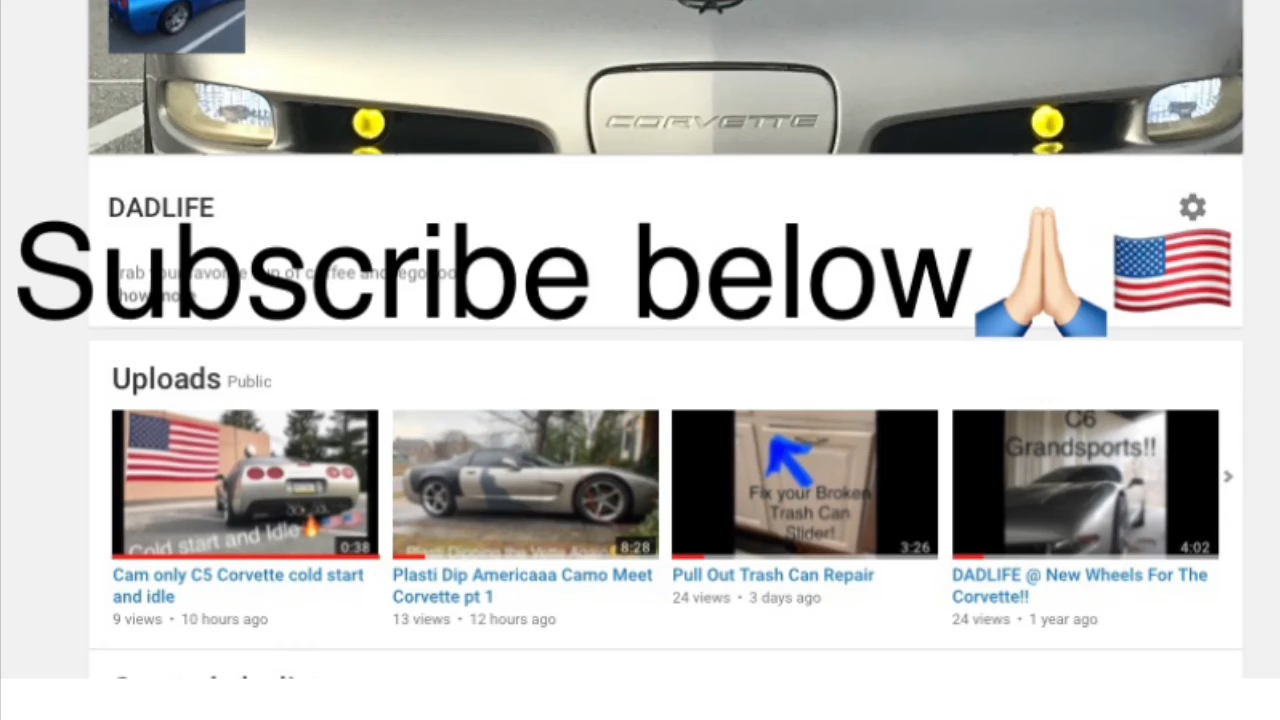 CORVETTE
DADLIFE
Subscribe below🙏🏻🇺🇸
Uploads Public
Cold start and Idle🔥
0:38
8:28
Fix your Broken
Trash Can
Slider!
3:26
C6
Grandsports!!
4:02
Cam only C5 Corvette cold start
and idle
9 views • 10 hours ago
Plasti Dip Americaaa Camo Meet
Corvette pt 1
13 views • 12 hours ago
Pull Out Trash Can Repair
24 views • 3 days ago
DADLIFE @ New Wheels For The
Corvette!!
24 views • 1 year ago